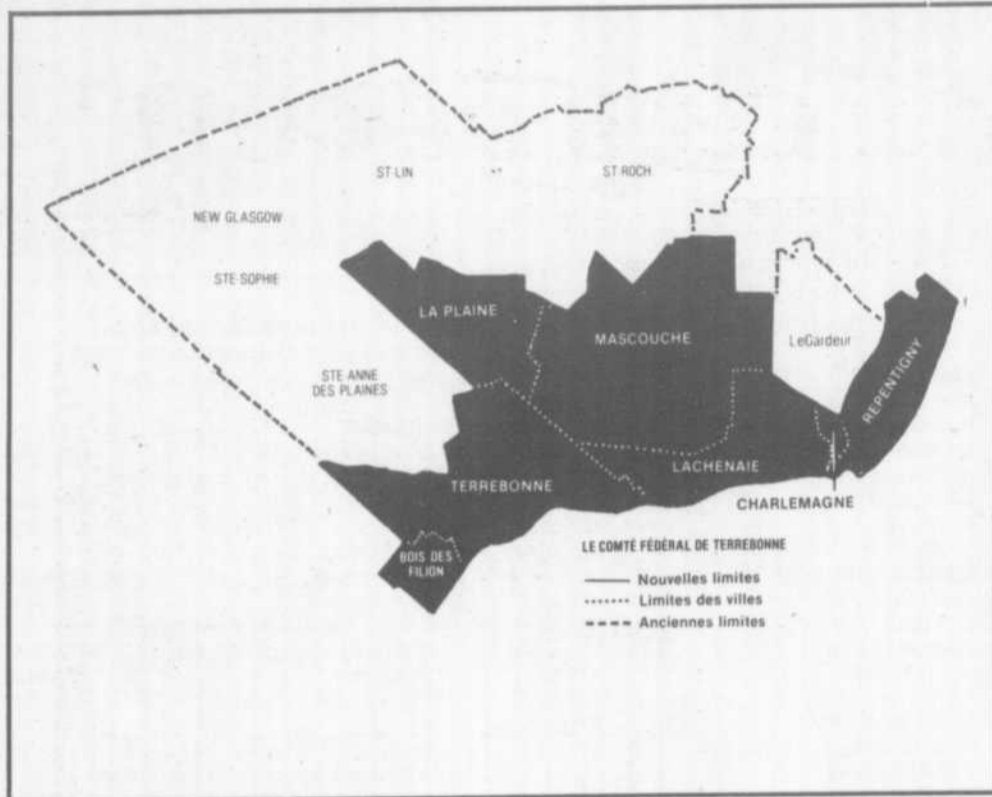 ST-LIN
ST-ROCH
NEW GLASGOW
STE-SOPHIE
LA PLAINE
MASCOUCHE
LeGardeur
STE-ANNE
DES PLAINES
REPENTIGNY
LACHENAIE
TERREBONNE
CHARLEMAGNE
BOIS DES
FILION
LE COMTÉ FÉDÉRAL DE TERREBONNE
Nouvelles limites
Limites des villes
Anciennes limites